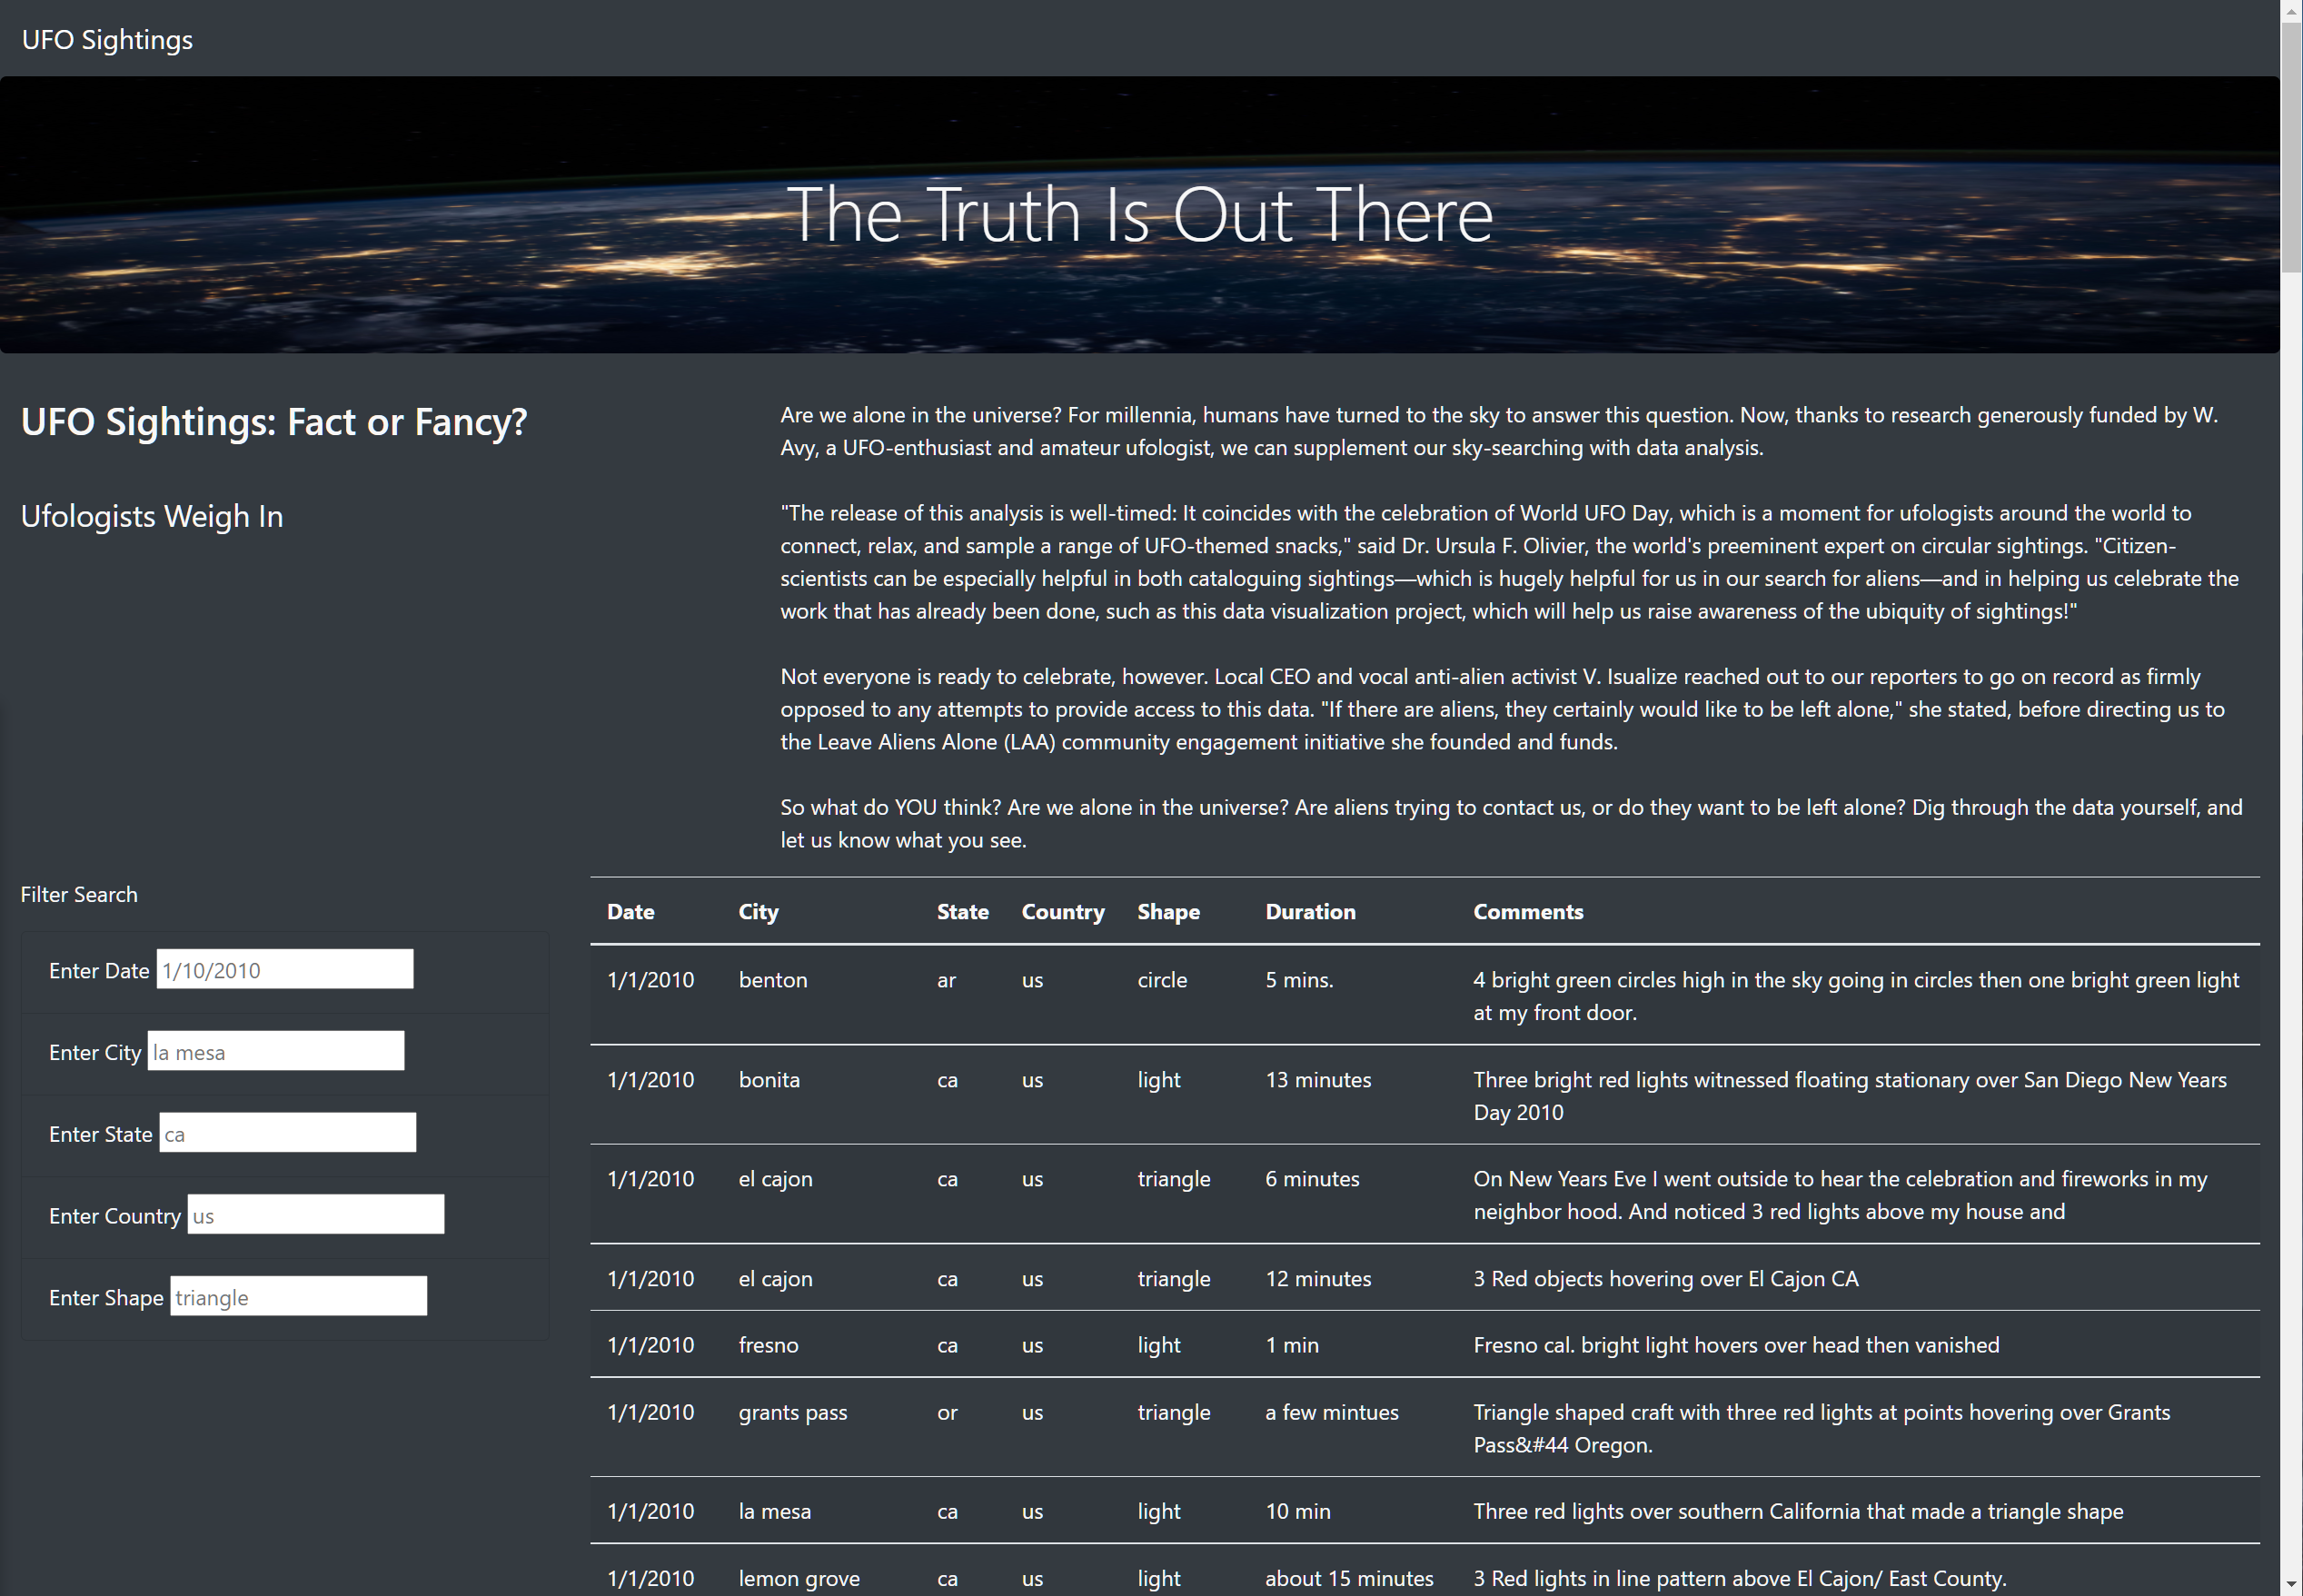 UFO Sightings
The Truth Is Out There
UFO Sightings: Fact or Fancy?
Ufologists Weigh In
Are we alone in the universe? For millennia, humans have turned to the sky to answer this question. Now, thanks to research generously funded by W.
Avy, a UFO-enthusiast and amateur ufologist, we can supplement our sky-searching with data analysis.
"The release of this analysis is well-timed: It coincides with the celebration of World UFO Day, which is a moment for ufologists around the world to
connect, relax, and sample a range of UFO-themed snacks," said Dr. Ursula F. Olivier, the world's preeminent expert on circular sightings. "Citizen-
scientists can be especially helpful in both cataloguing sightings—which is hugely helpful for us in our search for aliens—and in helping us celebrate the
work that has already been done, such as this data visualization project, which will help us raise awareness of the ubiquity of sightings!"
Not everyone is ready to celebrate, however. Local CEO and vocal anti-alien activist V. Isualize reached out to our reporters to go on record as firmly
opposed to any attempts to provide access to this data. "If there are aliens, they certainly would like to be left alone," she stated, before directing us to
the Leave Aliens Alone (LAA) community engagement initiative she founded and funds.
So what do YOU think? Are we alone in the universe? Are aliens trying to contact us, or do they want to be left alone? Dig through the data yourself, and
let us know what you see.
Filter Search
Enter Date 1/10/2010
Enter City la mesa
Enter State ca
Enter Country us
Enter Shape triangle
Date City State Country Shape Duration Comments
1/1/2010 benton ar us circle 5 mins. 4 bright green circles high in the sky going in circles then one bright green light
at my front door.
1/1/2010 bonita ca us light 13 minutes Three bright red lights witnessed floating stationary over San Diego New Years
Day 2010
1/1/2010 el cajon ca us triangle 6 minutes On New Years Eve I went outside to hear the celebration and fireworks in my
neighbor hood. And noticed 3 red lights above my house and
1/1/2010 el cajon ca us triangle 12 minutes 3 Red objects hovering over El Cajon CA
1/1/2010 fresno ca us light 1 min Fresno cal. bright light hovers over head then vanished
1/1/2010 grants pass or us triangle a few mintues Triangle shaped craft with three red lights at points hovering over Grants
Pass&#44 Oregon.
1/1/2010 la mesa ca us light 10 min Three red lights over southern California that made a triangle shape
1/1/2010 lemon grove ca us light about 15 minutes 3 Red lights in line pattern above El Cajon/ East County.